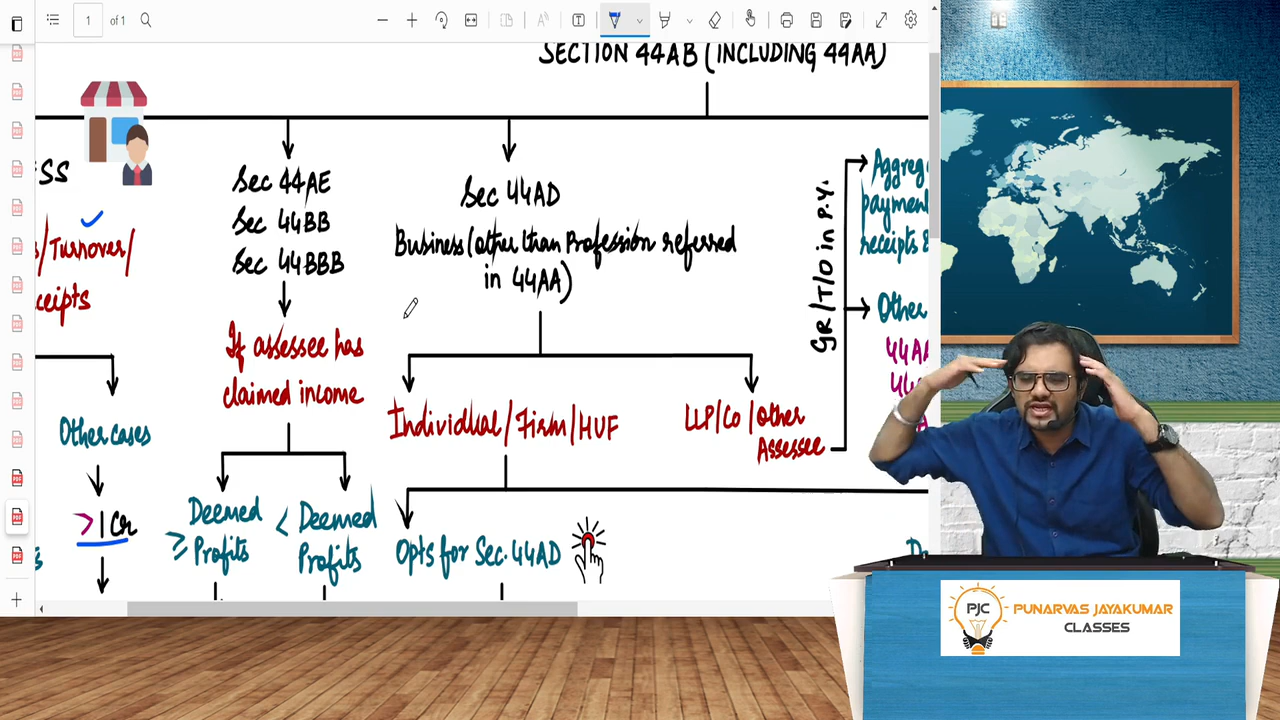 1 of 1
SECTION 44AB (INCLUDING 44AA)
SS
s/Turnover/
ceipts
Other cases
>1 Cr
Sec 44AE
Sec 44BB
Sec 44BBB
If assessee has
claimed income
Deemed
≥ Profits
< Deemed
Profits
Sec 44AD
Business (other than Profession referred
in 44AA)
Individual/Firm/HUF
LLP/Co/Other
Assessee
Opts for Sec 44AD
GR/T/O in P.Y.
Aggreg
payment
receipts &
Other
44AA
PJC
PUNARVAS JAYAKUMAR
CLASSES